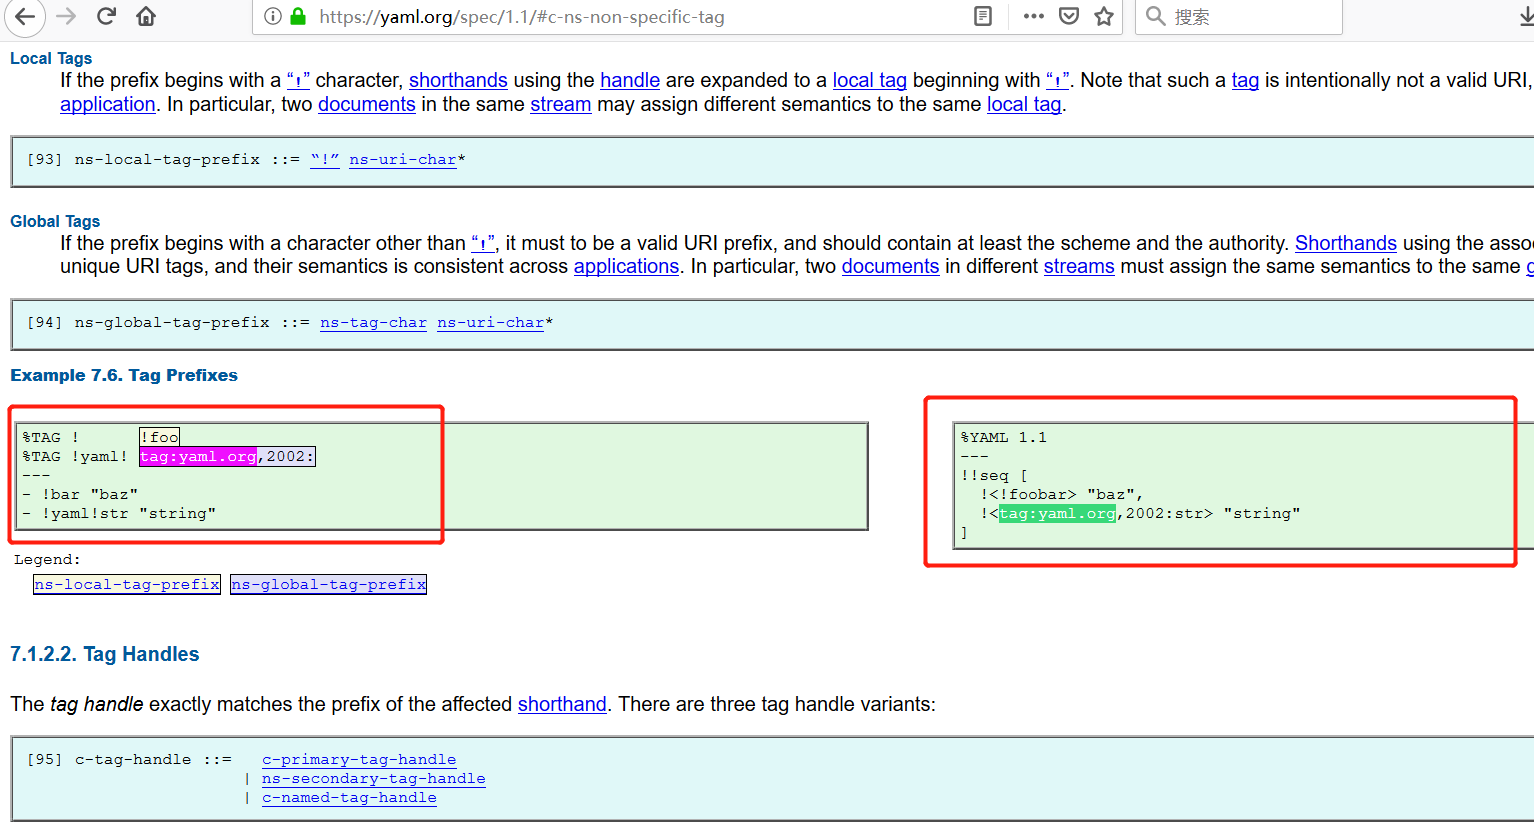 https://yaml.org/spec/1.1/#c-ns-non-specific-tag
搜索
Local Tags
If the prefix begins with a “!” character, shorthands using the handle are expanded to a local tag beginning with “!”. Note that such a tag is intentionally not a valid URI,
application. In particular, two documents in the same stream may assign different semantics to the same local tag.
[93] ns-local-tag-prefix ::= “!” ns-uri-char*
Global Tags
If the prefix begins with a character other than “!”, it must to be a valid URI prefix, and should contain at least the scheme and the authority. Shorthands using the asso
unique URI tags, and their semantics is consistent across applications. In particular, two documents in different streams must assign the same semantics to the same g
[94] ns-global-tag-prefix ::= ns-tag-char ns-uri-char*
Example 7.6. Tag Prefixes
%TAG ! !foo
%TAG !yaml! tag:yaml.org,2002:
---
- !bar "baz"
- !yaml!str "string"
%YAML 1.1
---
!!seq [
!<!foobar> "baz",
!<tag:yaml.org,2002:str> "string"
]
Legend:
ns-local-tag-prefix ns-global-tag-prefix
7.1.2.2. Tag Handles
The tag handle exactly matches the prefix of the affected shorthand. There are three tag handle variants:
[95] c-tag-handle ::= c-primary-tag-handle
| ns-secondary-tag-handle
| c-named-tag-handle